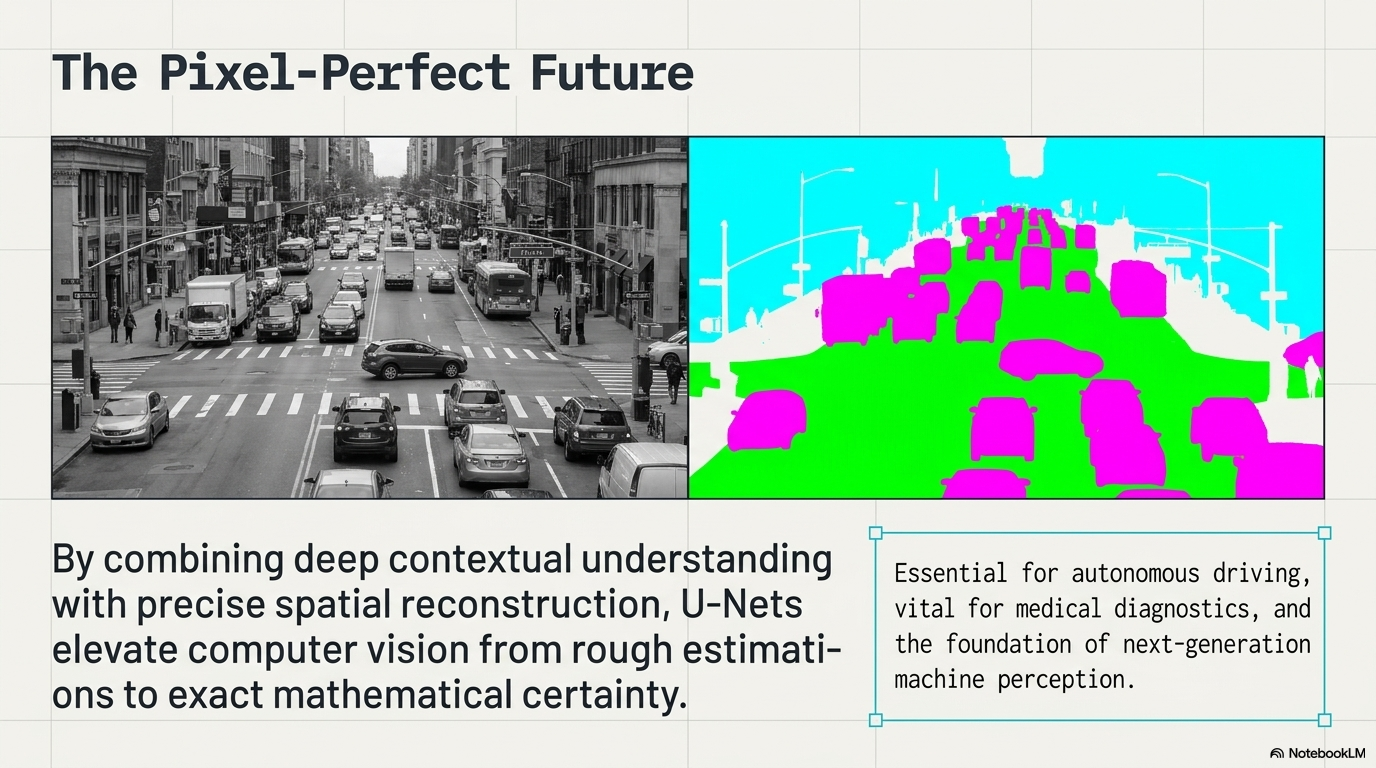 The Pixel-Perfect Future
By combining deep contextual understanding
with precise spatial reconstruction, U-Nets
elevate computer vision from rough estimati-
ons to exact mathematical certainty.
Essential for autonomous driving,
vital for medical diagnostics, and
the foundation of next-generation
machine perception.
NotebookLM